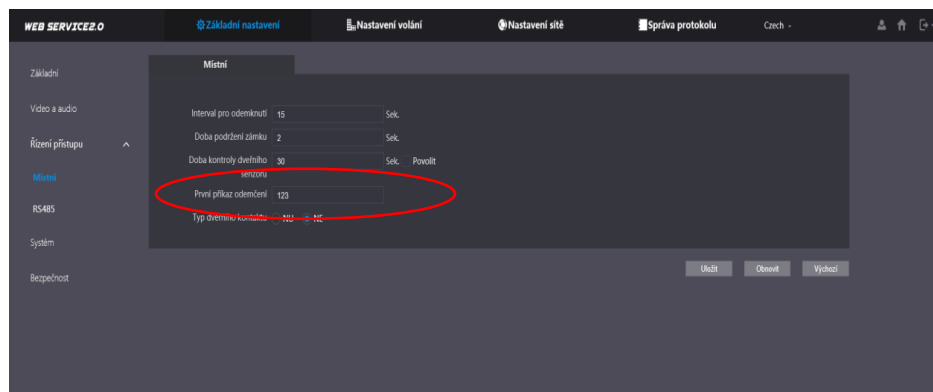 WEB SERVICE2.0 Základní nastavení Nastavení volání Nastavení sítě Správa protokolu Czech
Místní
Základní
Video a audio
Řízení přístupu
Místní
RS485
Systém
Bezpečnost
Interval pro odemknutí 15 Sek.
Doba podržení zámku 2 Sek.
Doba kontroly dveřního senzoru 30 Sek. Povolit
První příkaz odemčení 123
Typ dveřního kontaktu NU NE
Uložit Obnovit Výchozí